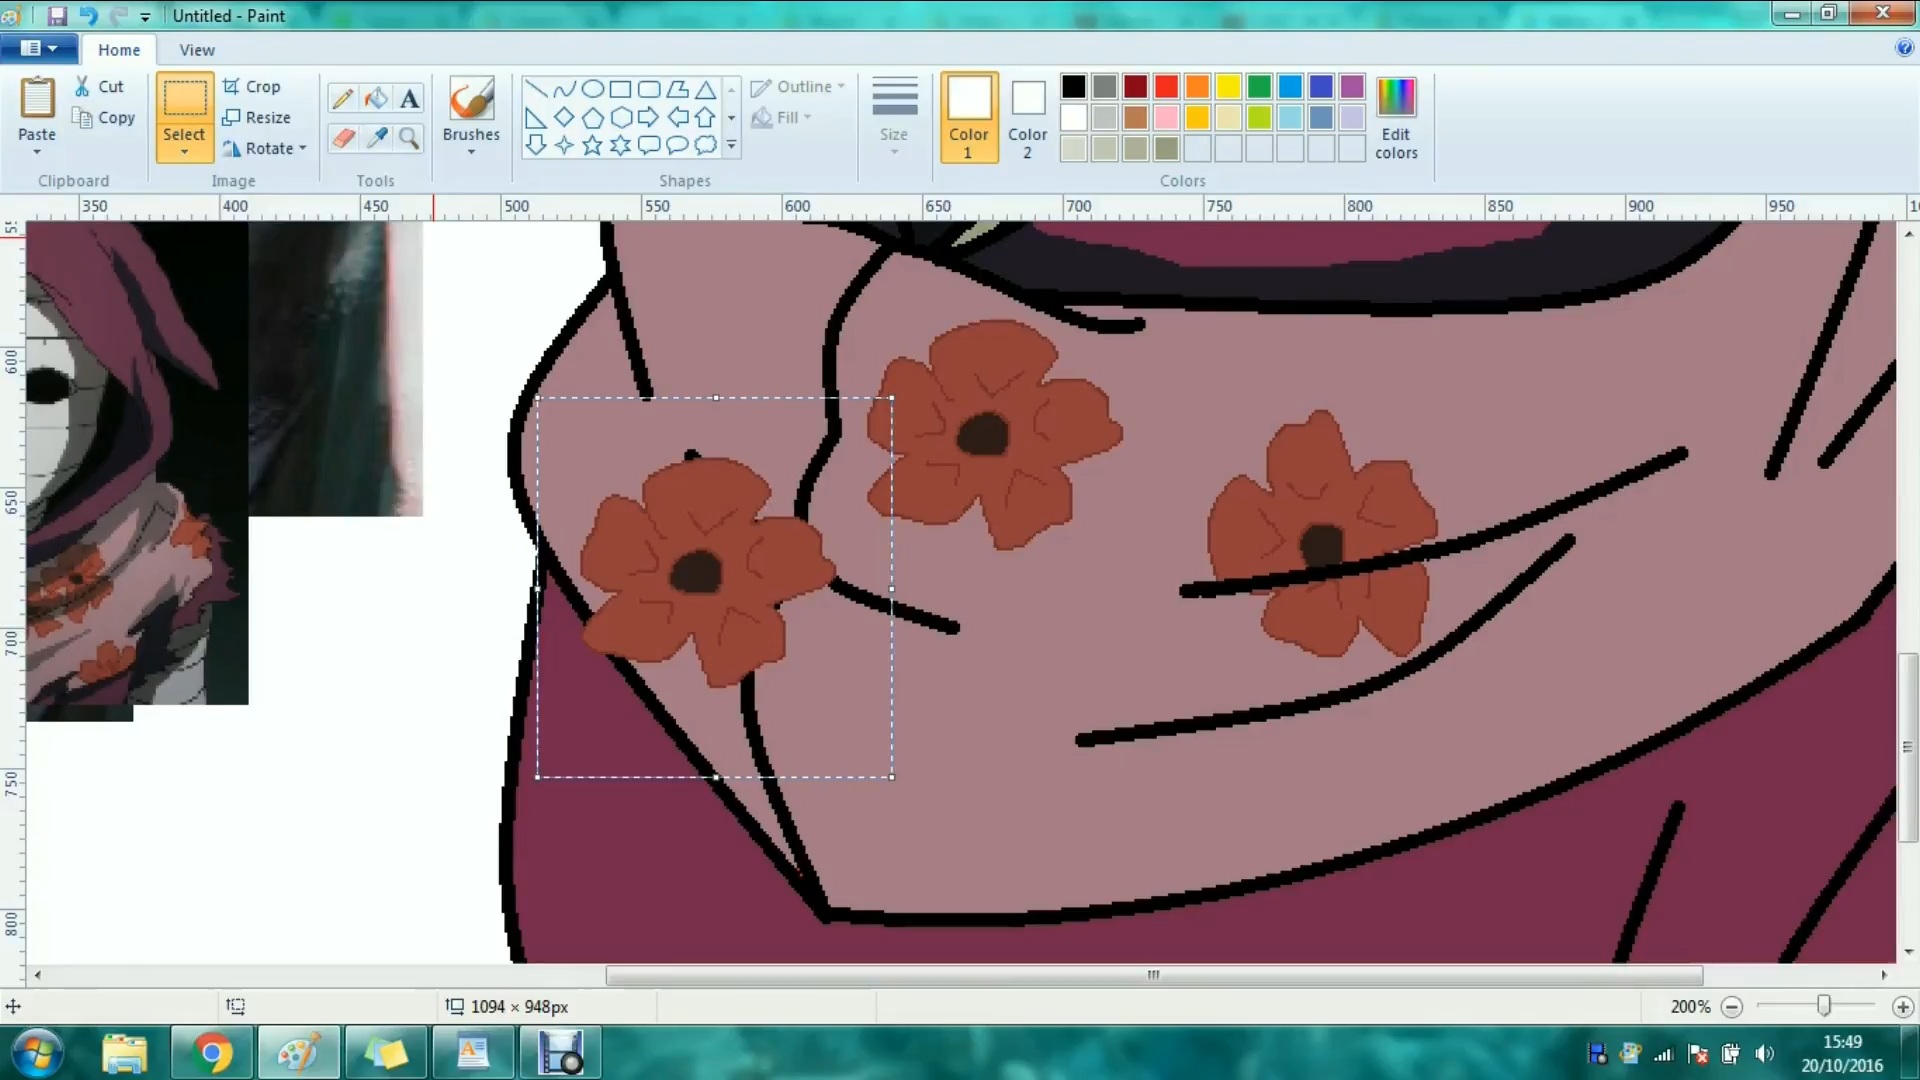 Untitled - Paint
Home View
Paste
Cut
Copy
Clipboard
Select
Crop
Resize
Rotate
Image
A
Tools
Brushes
Shapes
Outline
Fill
Size
Color 1
Color 2
Edit colors
Colors
350 400 450 500 550 600 650 700 750 800 850 900 950
600
650
700
750
800
1094 × 948px
200%
15:49
20/10/2016